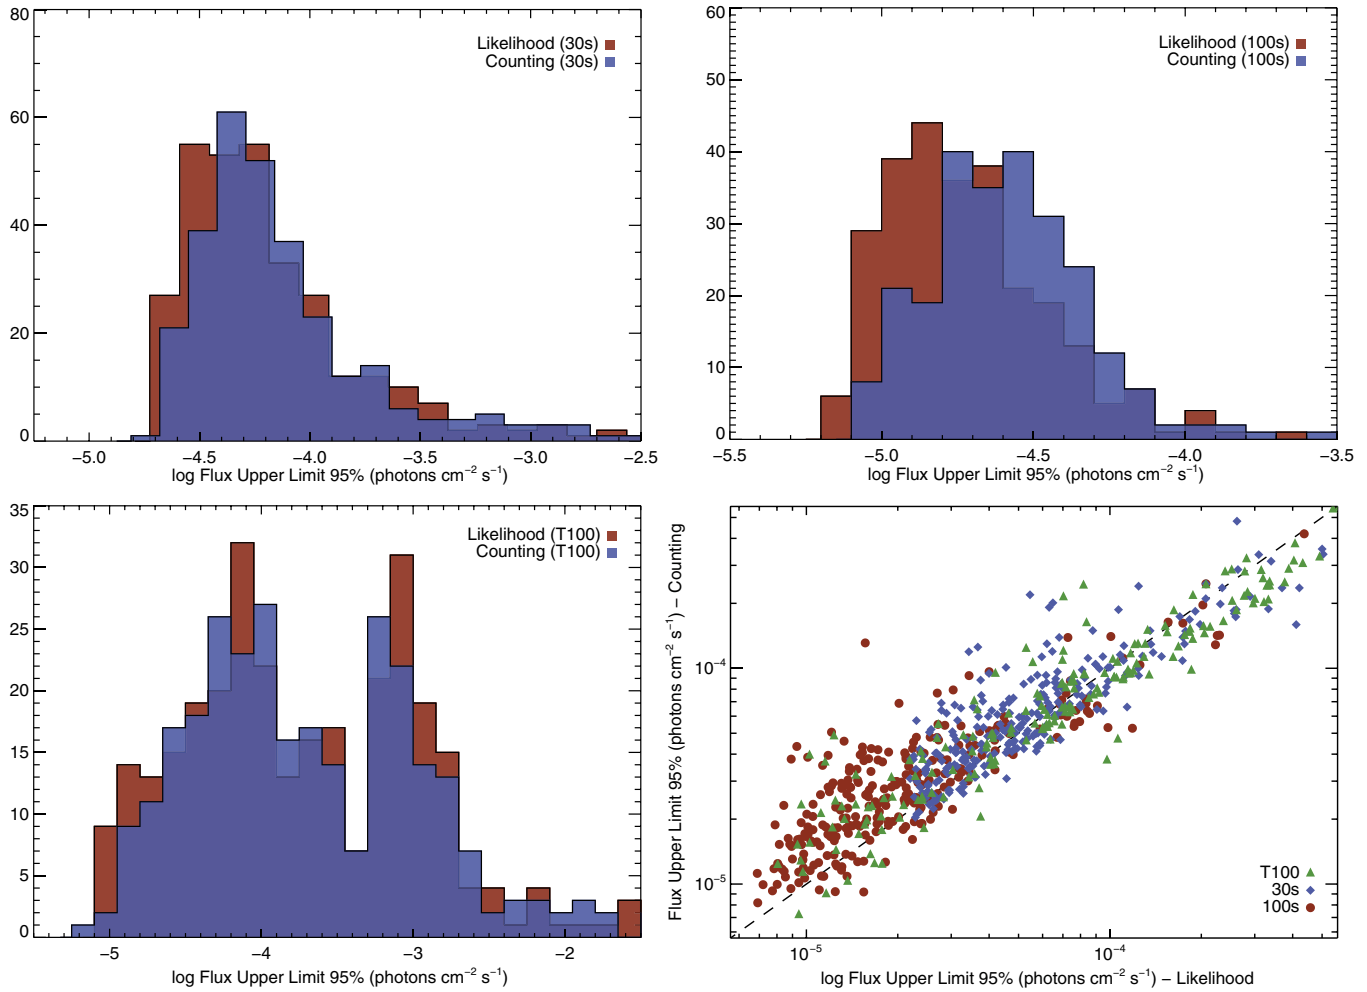 80
60
40
20
0
Likelihood (30s)
Counting (30s)
−5.0 −4.5 −4.0 −3.5 −3.0 −2.5
log Flux Upper Limit 95% (photons cm⁻² s⁻¹)
60
50
40
30
20
10
0
Likelihood (100s)
Counting (100s)
−5.5 −5.0 −4.5 −4.0 −3.5
log Flux Upper Limit 95% (photons cm⁻² s⁻¹)
35
30
25
20
15
10
5
0
Likelihood (T100)
Counting (T100)
−5 −4 −3 −2
log Flux Upper Limit 95% (photons cm⁻² s⁻¹)
Flux Upper Limit 95% (photons cm⁻² s⁻¹) − Counting
10⁻⁴
10⁻⁵
T100
30s
100s
10⁻⁵ 10⁻⁴
log Flux Upper Limit 95% (photons cm⁻² s⁻¹) − Likelihood